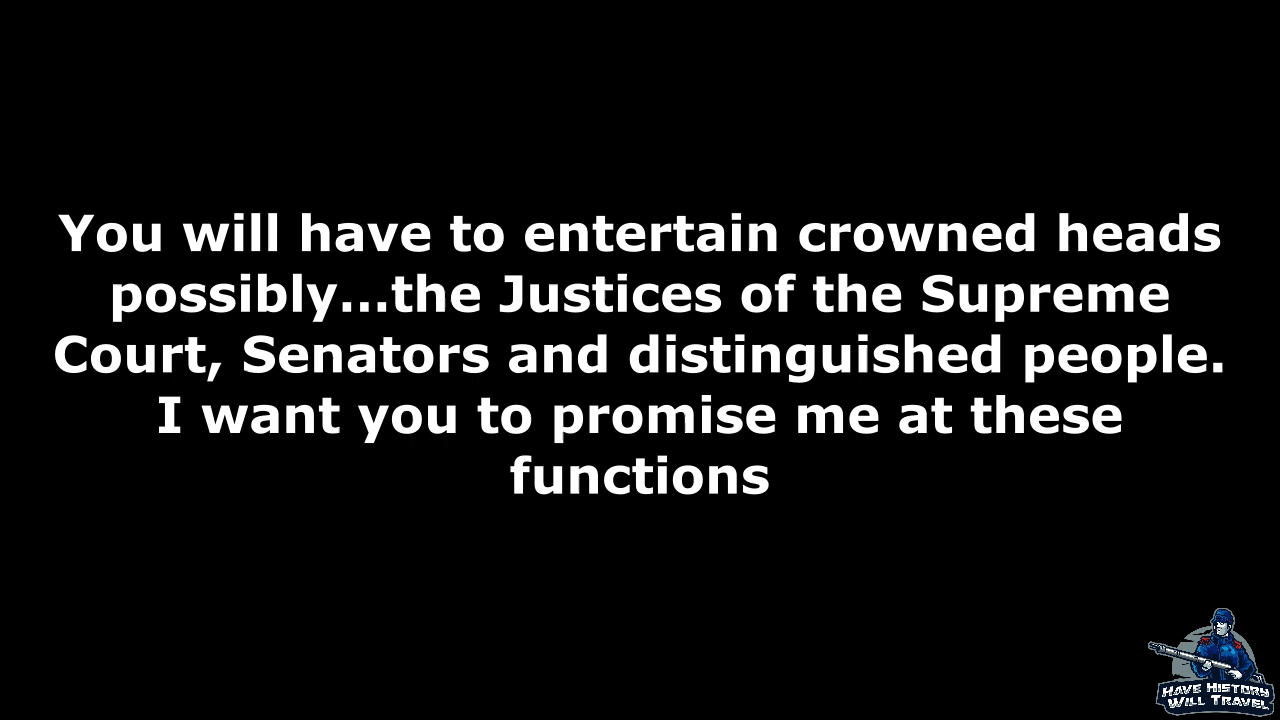 You will have to entertain crowned heads
possibly...the Justices of the Supreme
Court, Senators and distinguished people.
I want you to promise me at these
functions
Have History
Will Travel